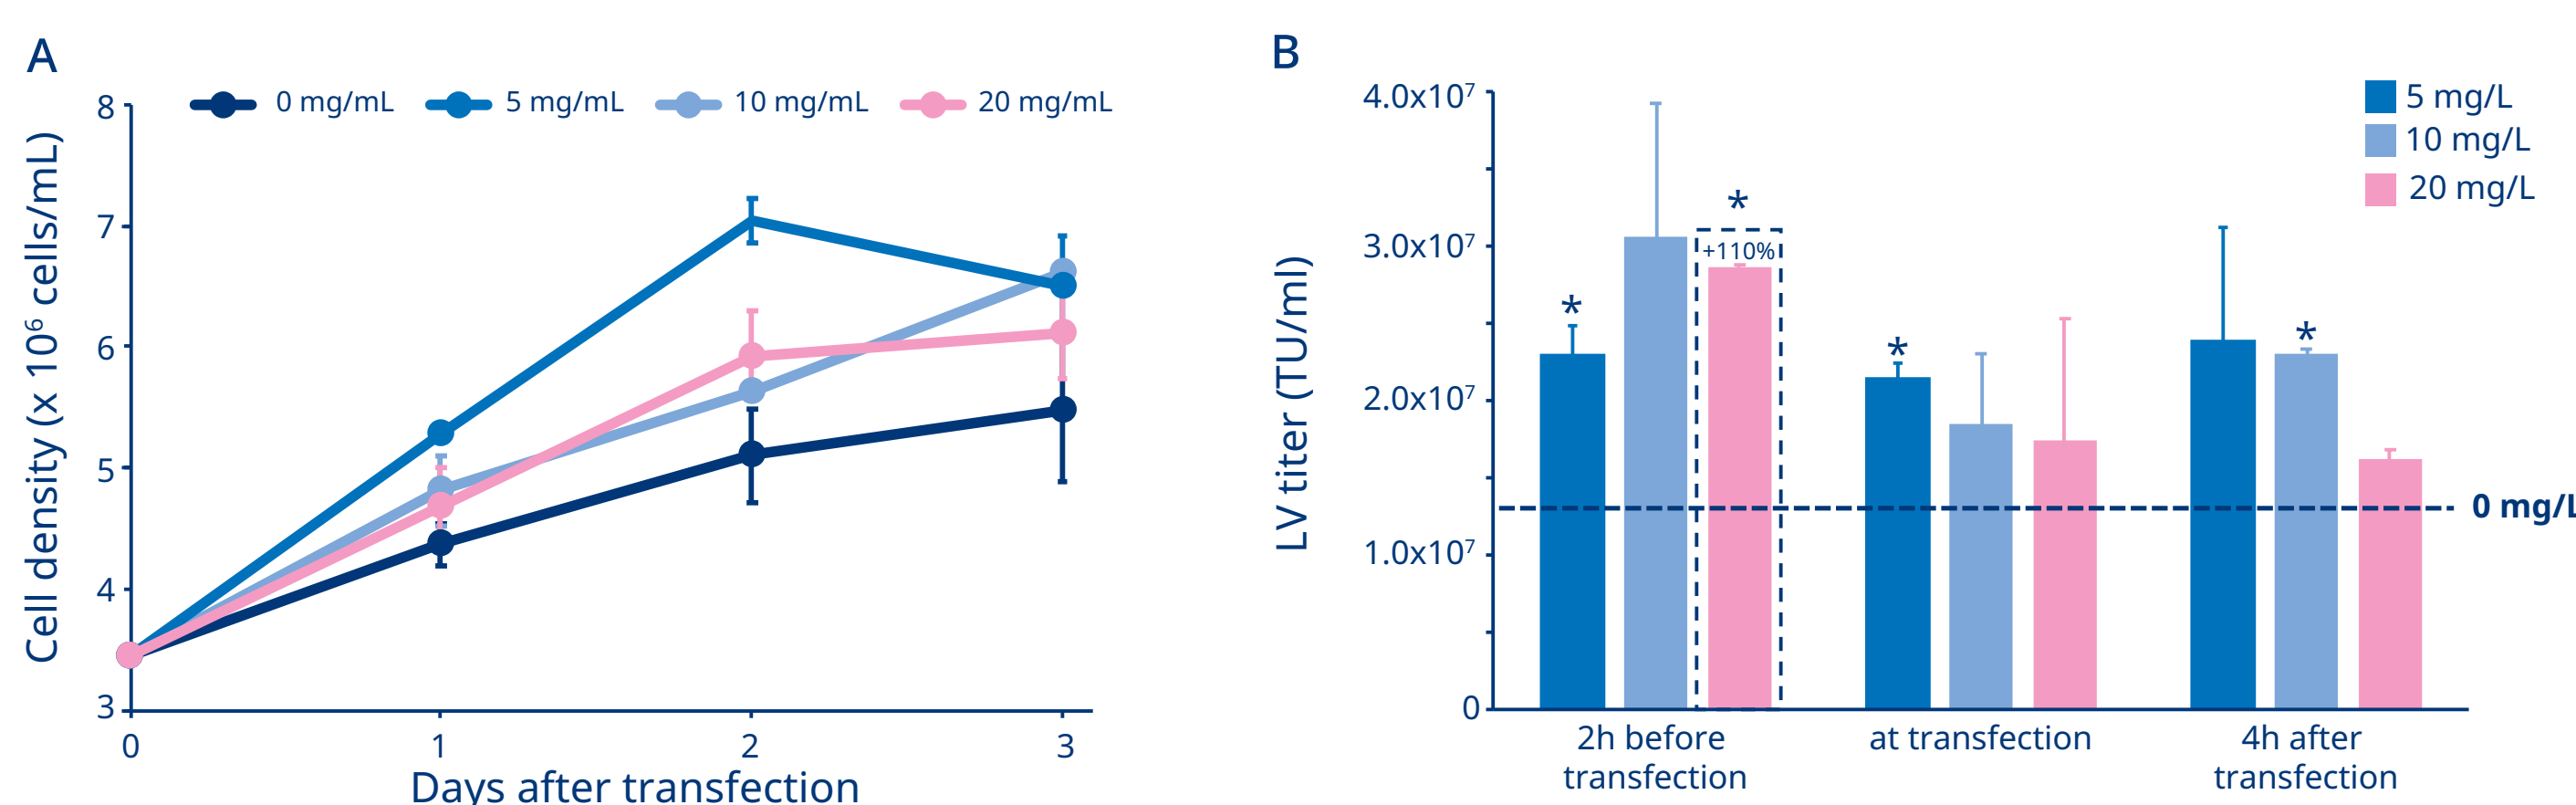 A
0 mg/mL 5 mg/mL 10 mg/mL 20 mg/mL
8
7
6
5
4
3
Cell density (x 10⁶ cells/mL)
0 1 2 3
Days after transfection
B
4.0x10⁷
3.0x10⁷
2.0x10⁷
1.0x10⁷
0
LV titer (TU/ml)
5 mg/L
10 mg/L
20 mg/L
*
*
+110%
*
*
0 mg/L
2h before
transfection
at transfection
4h after
transfection